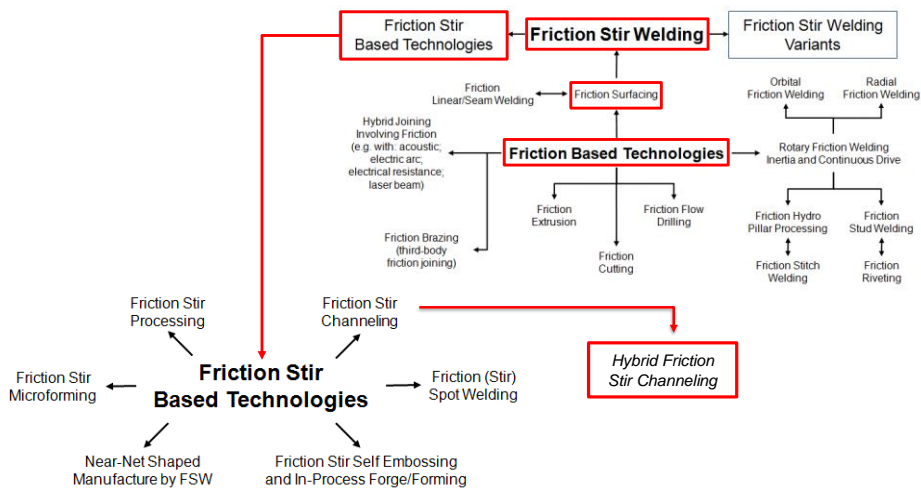 Friction Stir
Based Technologies
Friction Stir Welding
Friction Stir Welding
Variants
Friction
Linear/Seam Welding
Friction Surfacing
Orbital
Friction Welding
Radial
Friction Welding
Hybrid Joining
Involving Friction
(e.g. with: acoustic;
electric arc;
electrical resistance;
laser beam)
Friction Based Technologies
Rotary Friction Welding
Inertia and Continuous Drive
Friction
Extrusion
Friction Flow
Drilling
Friction Hydro
Pillar Processing
Friction
Stud Welding
Friction Brazing
(third-body
friction joining)
Friction
Cutting
Friction Stitch
Welding
Friction
Riveting
Friction Stir
Processing
Friction Stir
Channeling
Hybrid Friction
Stir Channeling
Friction Stir
Microforming
Friction Stir
Based Technologies
Friction (Stir)
Spot Welding
Near-Net Shaped
Manufacture by FSW
Friction Stir Self Embossing
and In-Process Forge/Forming